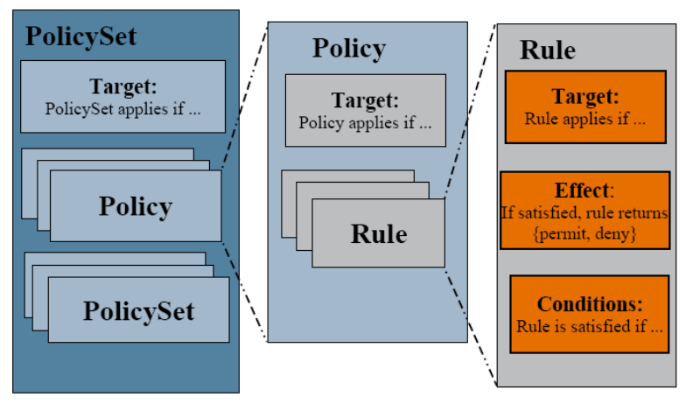 PolicySet
Target:
PolicySet applies if ...
Policy
PolicySet
Policy
Target:
Policy applies if ...
Rule
Rule
Target:
Rule applies if ...
Effect:
If satisfied, rule returns
{permit, deny}
Conditions:
Rule is satisfied if ...